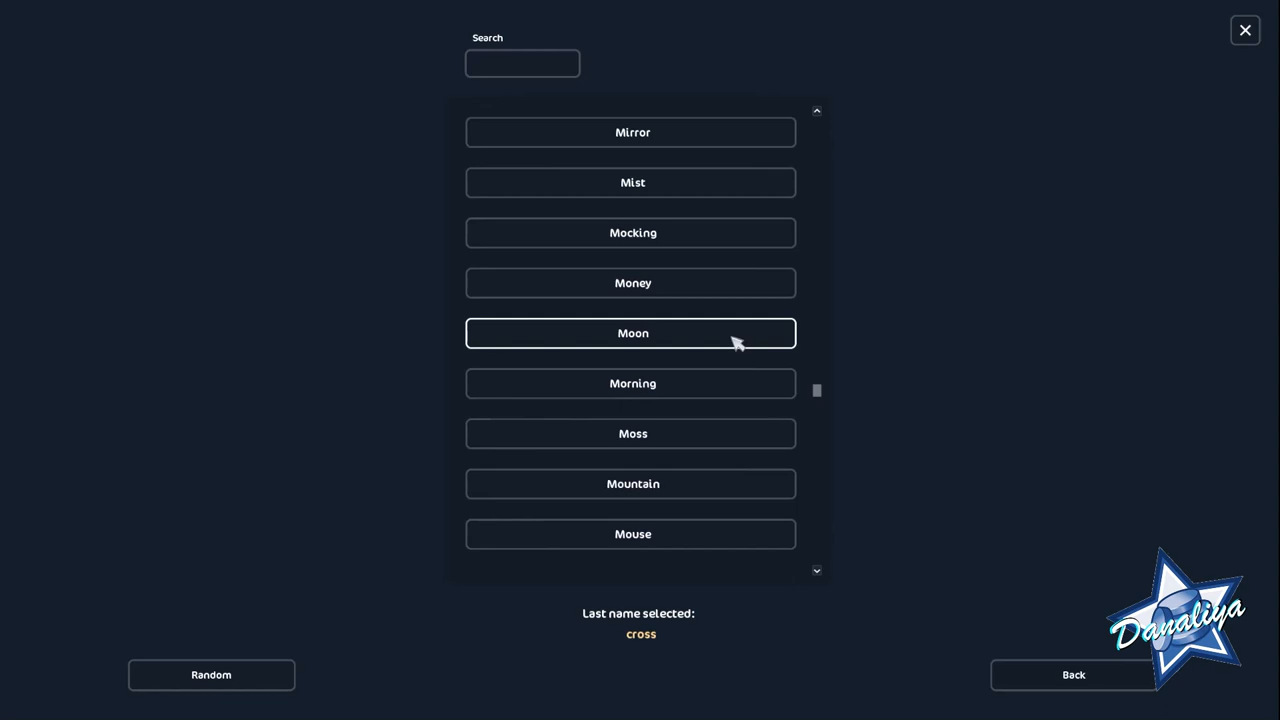 Search
Mirror
Mist
Mocking
Money
Moon
Morning
Moss
Mountain
Mouse
Last name selected:
cross
Random
Back
Danaliya